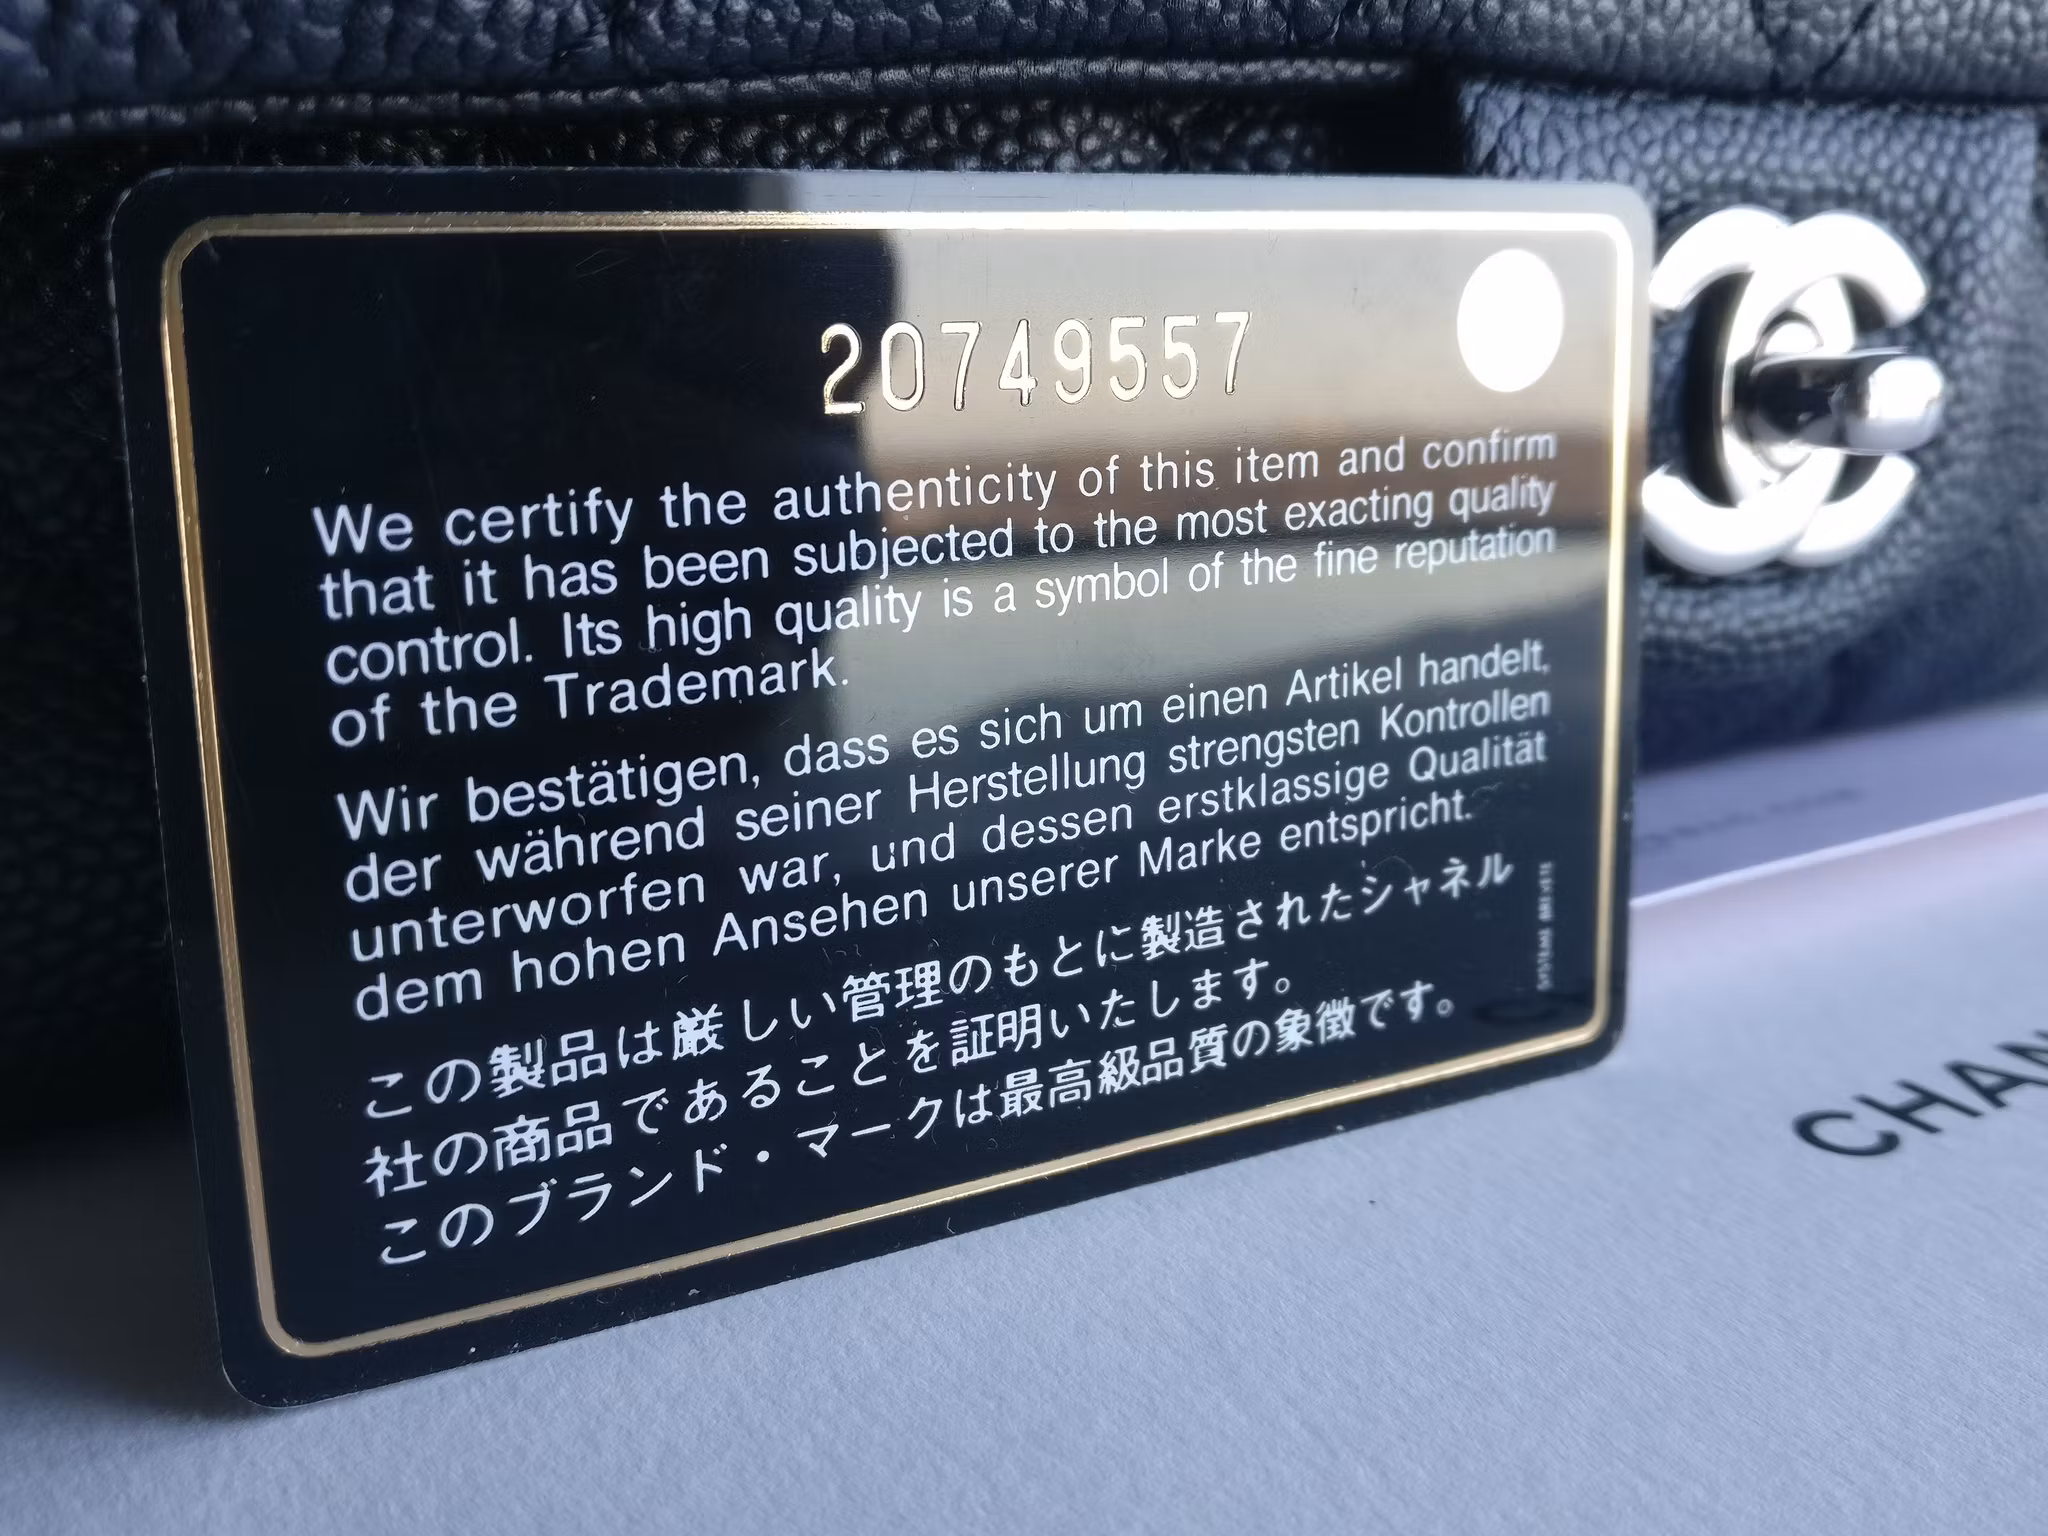 20749557
We certify the authenticity of this item and confirm
that it has been subjected to the most exacting quality
control. Its high quality is a symbol of the fine reputation
of the Trademark.
Wir bestätigen, dass es sich um einen Artikel handelt,
der während seiner Herstellung strengsten Kontrollen
unterworfen war, und dessen erstklassige Qualität
dem hohen Ansehen unserer Marke entspricht.
この製品は厳しい管理のもとに製造されたシャネル
社の商品であることを証明いたします。
このブランド・マークは最高級品質の象徴です。
CHAN